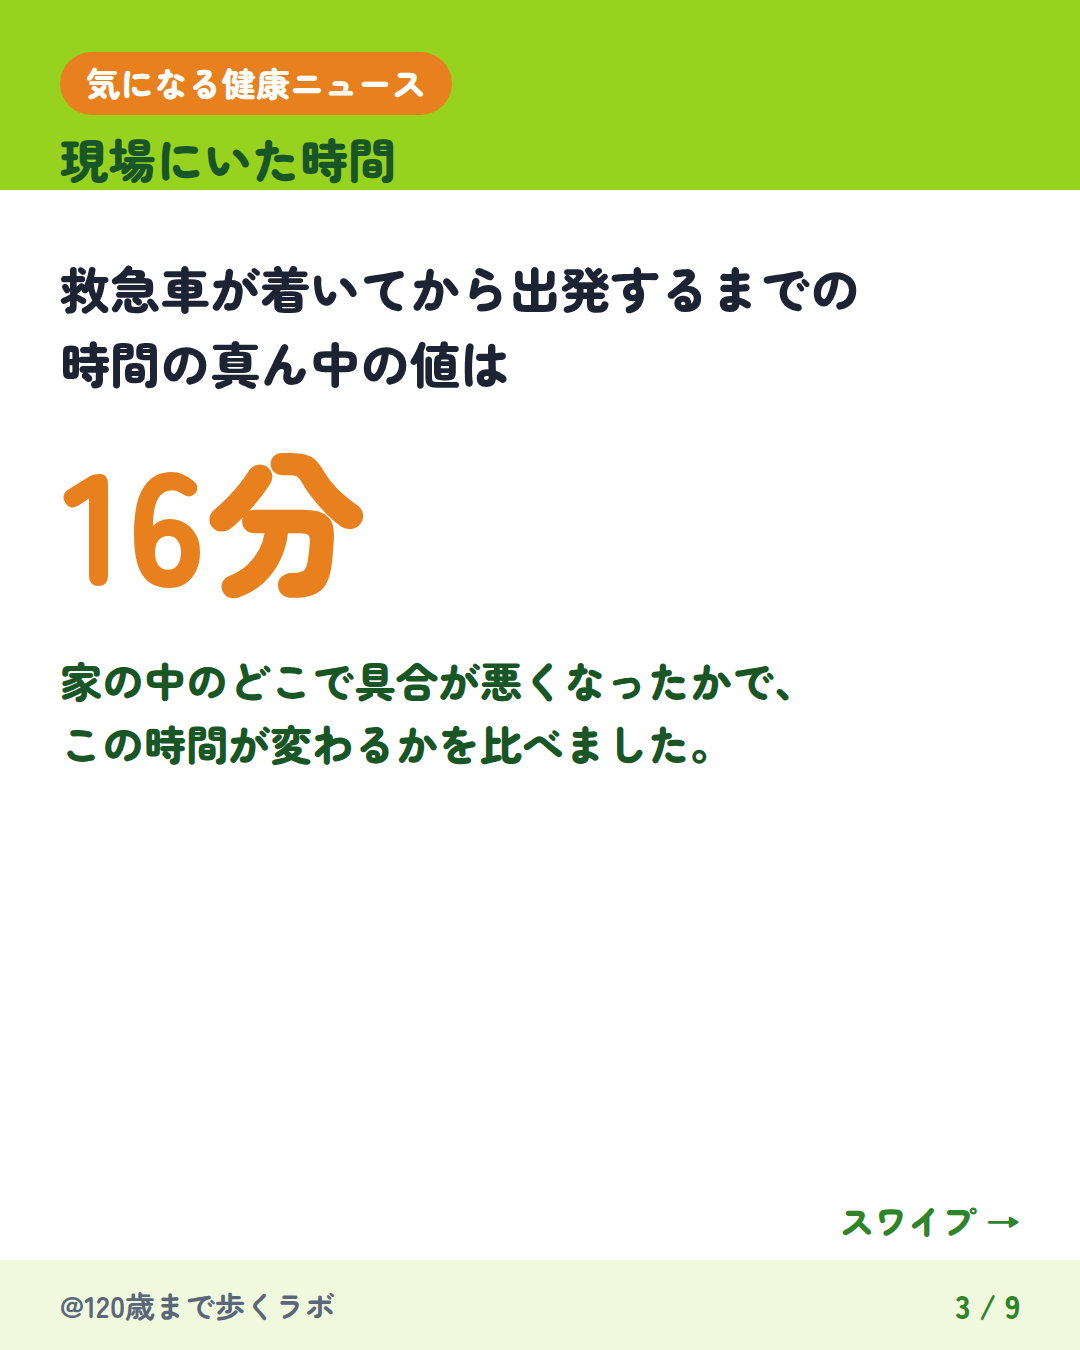 気になる健康ニュース
現場にいた時間
救急車が着いてから出発するまでの
時間の真ん中の値は
16分
家の中のどこで具合が悪くなったかで、
この時間が変わるかを比べました。
スワイプ →
@120歳まで歩くラボ
3 / 9